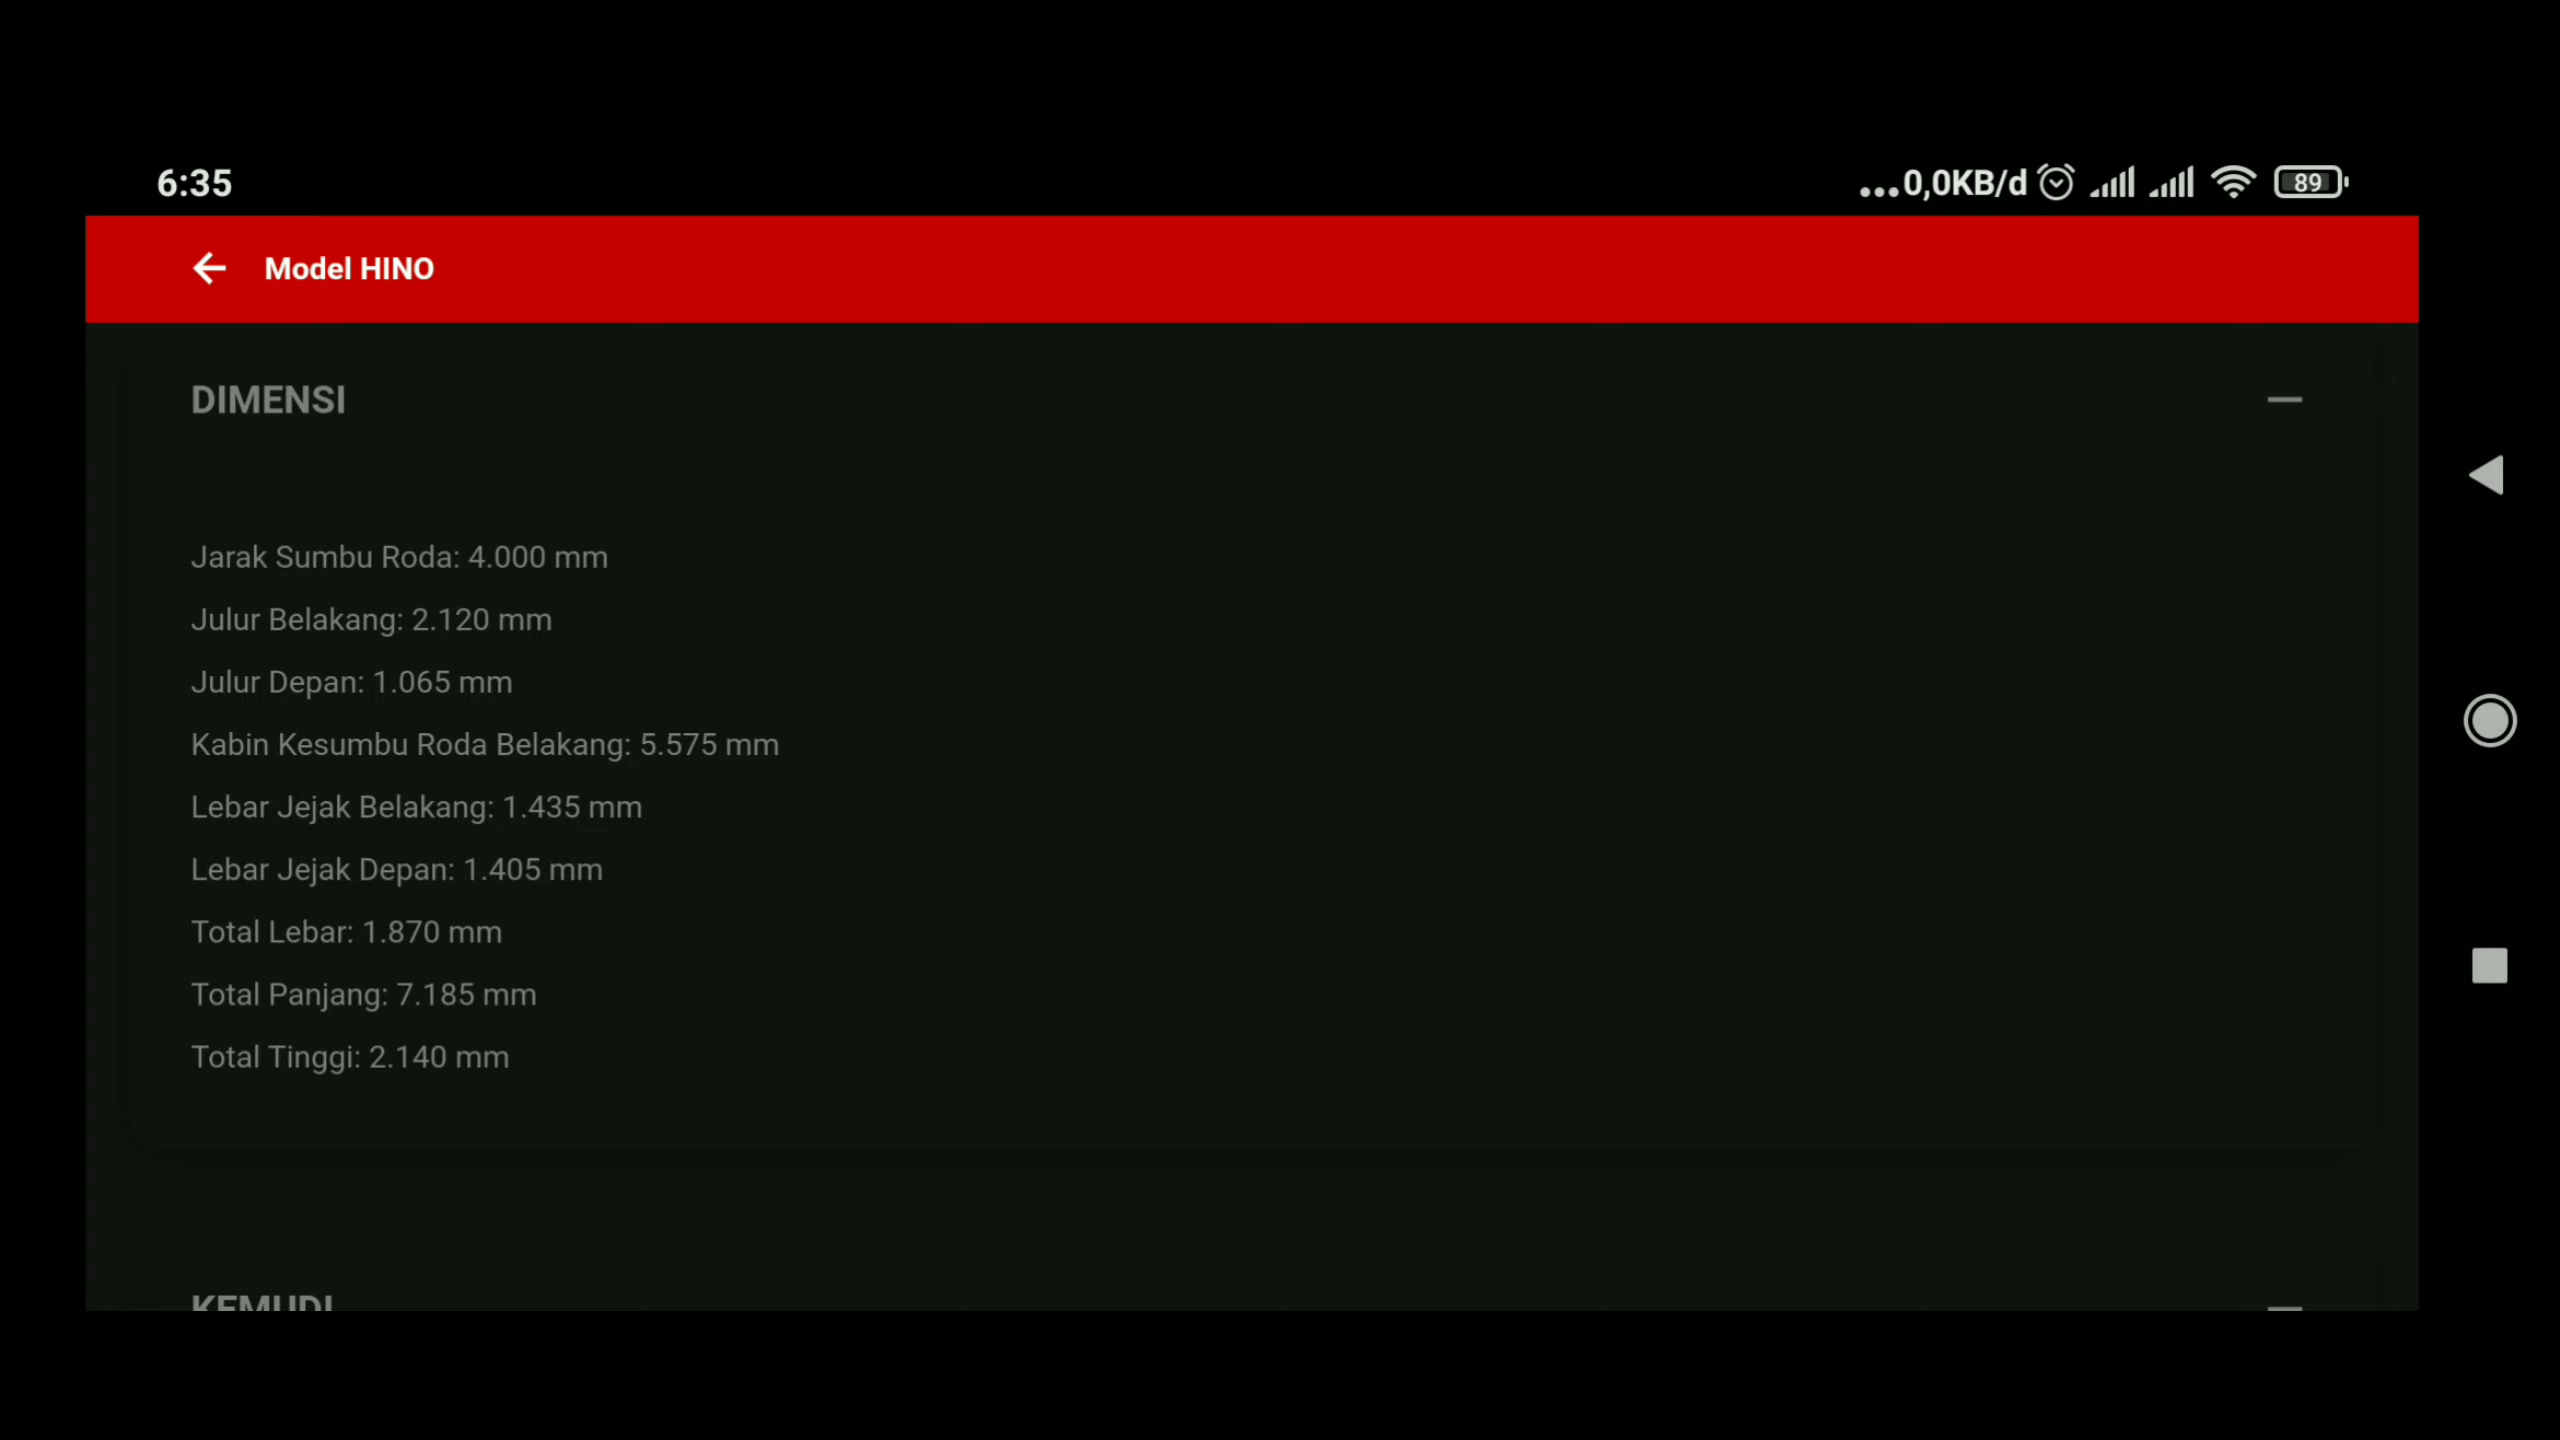 6:35
...0,0KB/d
89
Model HINO
DIMENSI
Jarak Sumbu Roda: 4.000 mm
Julur Belakang: 2.120 mm
Julur Depan: 1.065 mm
Kabin Kesumbu Roda Belakang: 5.575 mm
Lebar Jejak Belakang: 1.435 mm
Lebar Jejak Depan: 1.405 mm
Total Lebar: 1.870 mm
Total Panjang: 7.185 mm
Total Tinggi: 2.140 mm
KEMUDI